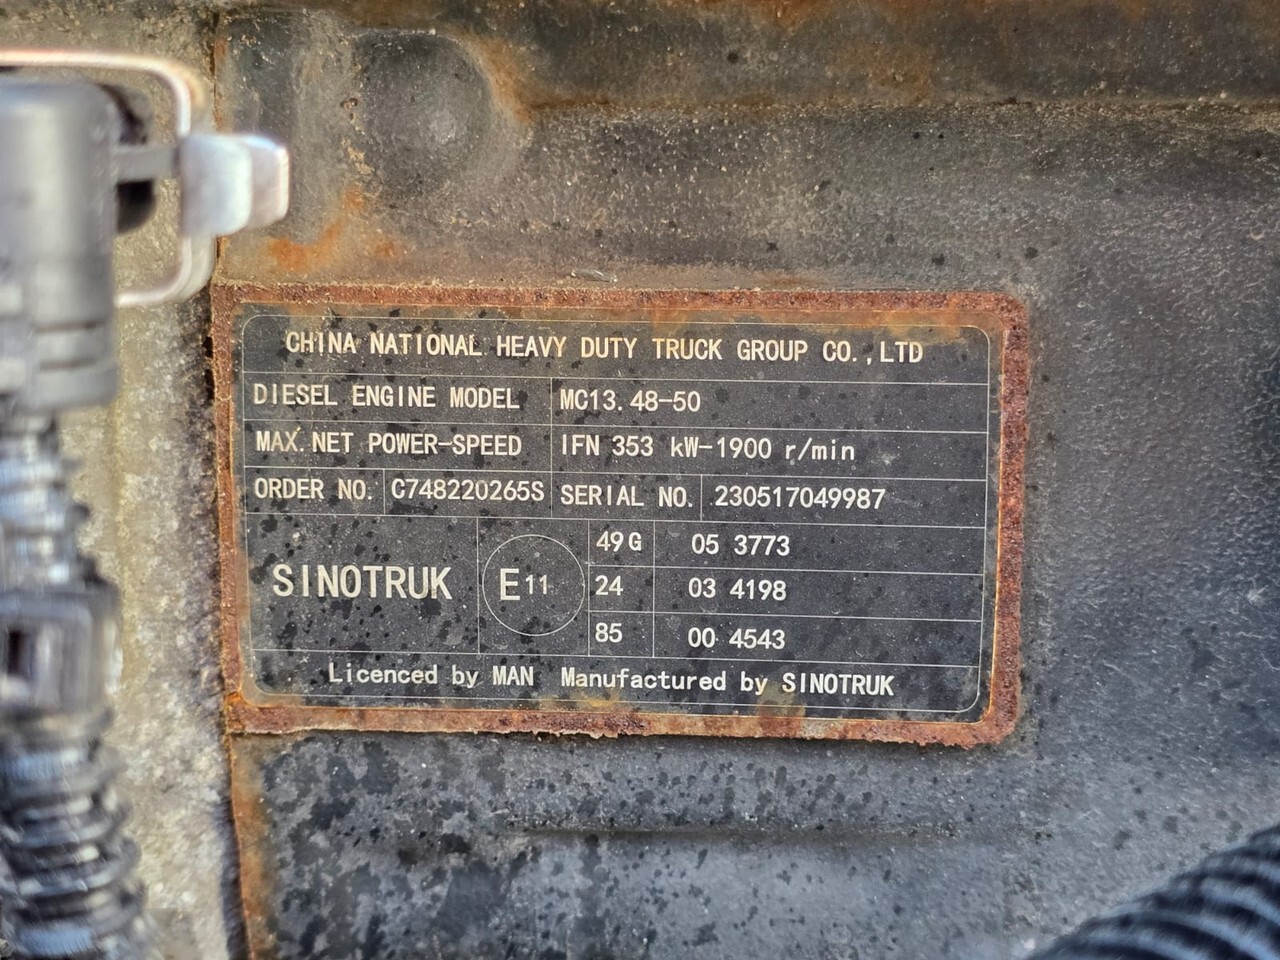 CHINA NATIONAL HEAVY DUTY TRUCK GROUP CO.,LTD
DIESEL ENGINE MODEL MC13.48-50
MAX.NET POWER-SPEED IFN 353 kW-1900 r/min
ORDER NO. C748220265S SERIAL NO. 230517049987
SINOTRUK E11
49G 05 3773
24 03 4198
85 00 4543
Licenced by MAN Manufactured by SINOTRUK